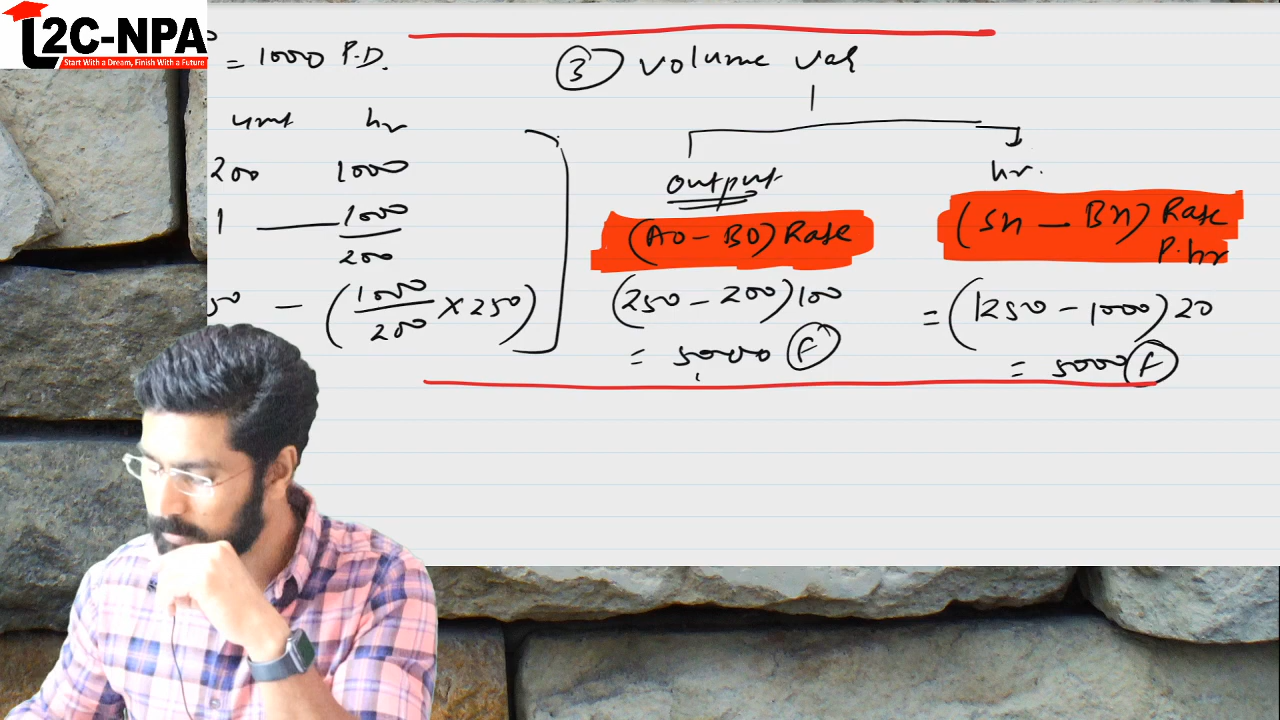 L2C-NPA
Start With a Dream, Finish With a Future
= 1000 P.D.
③ Volume Var
unit hr
200 1000
1 — 1000
200
50 - (1000/200 × 250)
output
hr.
(AO - BO) Rate
(SH - BH) Rate
P.hr
(250 - 200) 100
= 5000 F
= (1250 - 1000) 20
= 5000 F